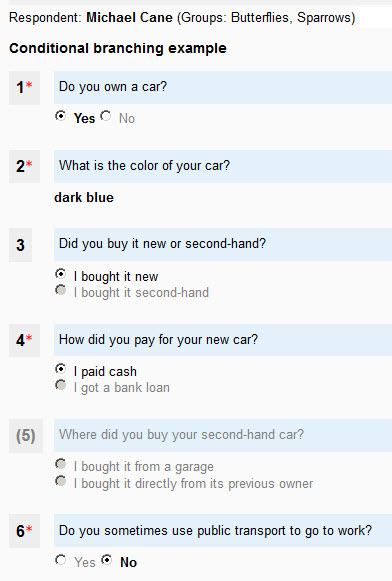 Respondent: Michael Cane (Groups: Butterflies, Sparrows)
Conditional branching example
1* Do you own a car?
Yes No
2* What is the color of your car?
dark blue
3 Did you buy it new or second-hand?
I bought it new
I bought it second-hand
4* How did you pay for your new car?
I paid cash
I got a bank loan
(5) Where did you buy your second-hand car?
I bought it from a garage
I bought it directly from its previous owner
6* Do you sometimes use public transport to go to work?
Yes No